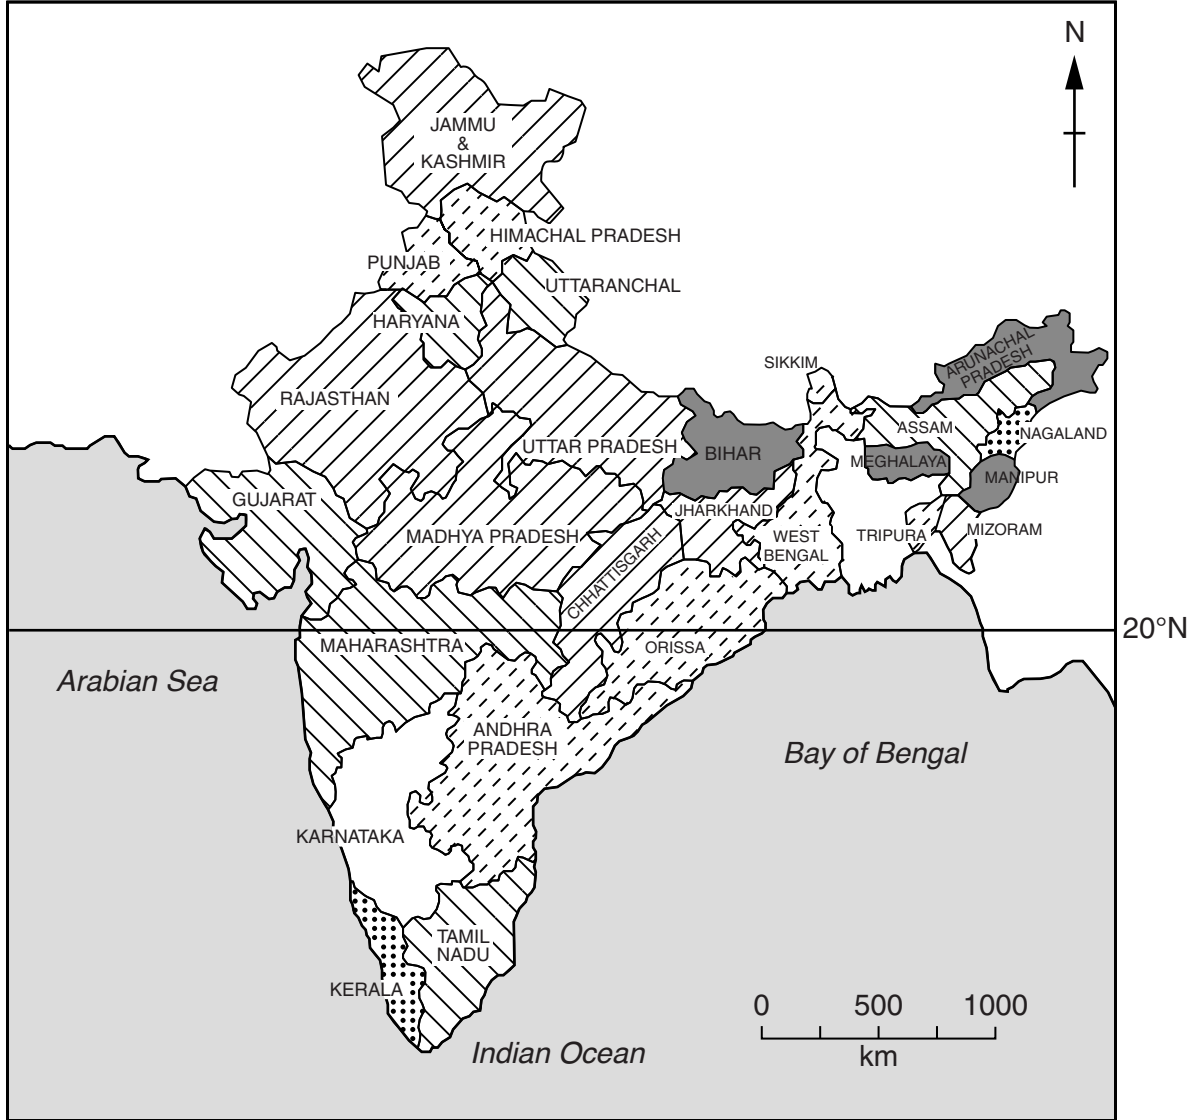 N
JAMMU
&
KASHMIR
HIMACHAL PRADESH
PUNJAB
UTTARANCHAL
HARYANA
SIKKIM
ARUNACHAL
PRADESH
RAJASTHAN
ASSAM
NAGALAND
UTTAR PRADESH
BIHAR
MEGHALAYA
MANIPUR
GUJARAT
JHARKHAND
MADHYA PRADESH
WEST
BENGAL
TRIPURA
MIZORAM
CHHATTISGARH
20°N
MAHARASHTRA
ORISSA
Arabian Sea
ANDHRA
PRADESH
Bay of Bengal
KARNATAKA
TAMIL
NADU
KERALA
0 500 1000
km
Indian Ocean